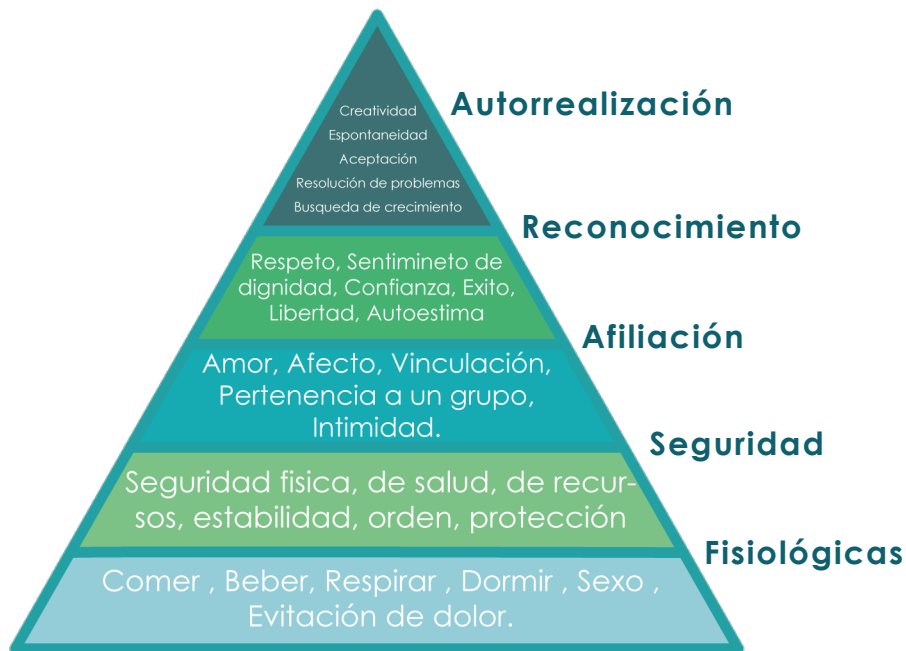 Autorrealización
Creatividad
Espontaneidad
Aceptación
Resolución de problemas
Busqueda de crecimiento
Reconocimiento
Respeto, Sentimineto de
dignidad, Confianza, Exito,
Libertad, Autoestima
Afiliación
Amor, Afecto, Vinculación,
Pertenencia a un grupo,
Intimidad.
Seguridad
Seguridad fisica, de salud, de recur-
sos, estabilidad, orden, protección
Fisiológicas
Comer , Beber, Respirar , Dormir , Sexo ,
Evitación de dolor.